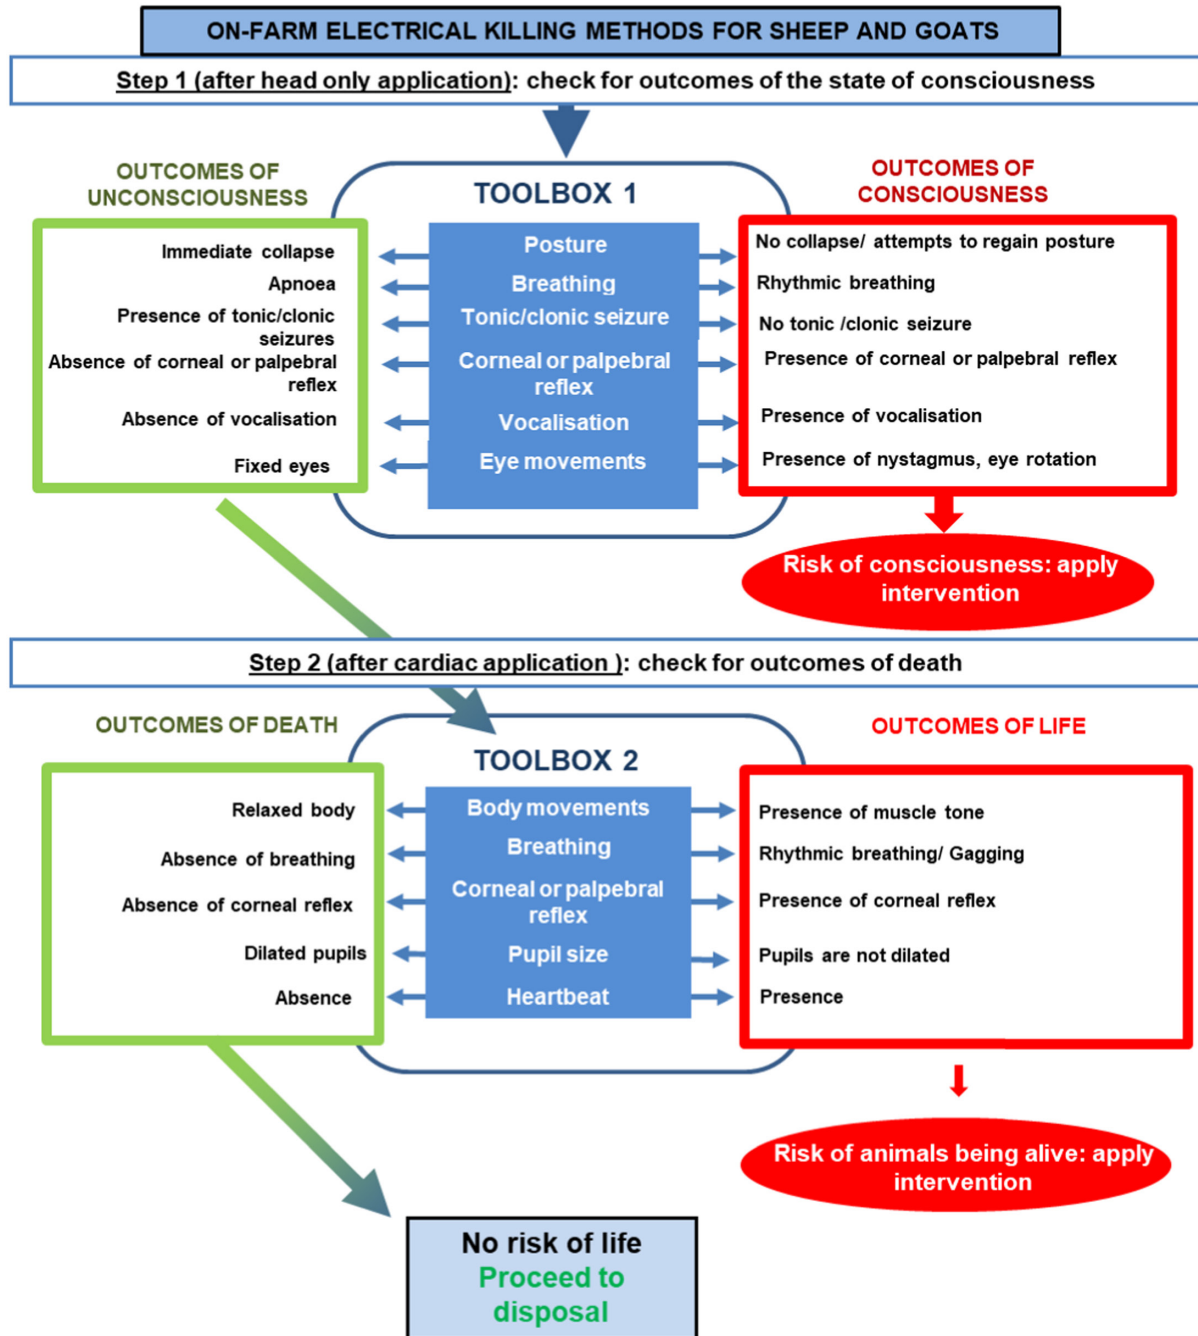 ON-FARM ELECTRICAL KILLING METHODS FOR SHEEP AND GOATS
Step 1 (after head only application): check for outcomes of the state of consciousness
OUTCOMES OF
UNCONSCIOUSNESS
TOOLBOX 1
OUTCOMES OF
CONSCIOUSNESS
Immediate collapse
Posture
No collapse/ attempts to regain posture
Apnoea
Breathing
Rhythmic breathing
Presence of tonic/clonic
seizures
Tonic/clonic seizure
No tonic /clonic seizure
Absence of corneal or palpebral
reflex
Corneal or palpebral
reflex
Presence of corneal or palpebral reflex
Absence of vocalisation
Vocalisation
Presence of vocalisation
Fixed eyes
Eye movements
Presence of nystagmus, eye rotation
Risk of consciousness: apply
intervention
Step 2 (after cardiac application ): check for outcomes of death
OUTCOMES OF DEATH
TOOLBOX 2
OUTCOMES OF LIFE
Relaxed body
Body movements
Presence of muscle tone
Absence of breathing
Breathing
Rhythmic breathing/ Gagging
Absence of corneal reflex
Corneal or palpebral
reflex
Presence of corneal reflex
Dilated pupils
Pupil size
Pupils are not dilated
Absence
Heartbeat
Presence
Risk of animals being alive: apply
intervention
No risk of life
Proceed to
disposal